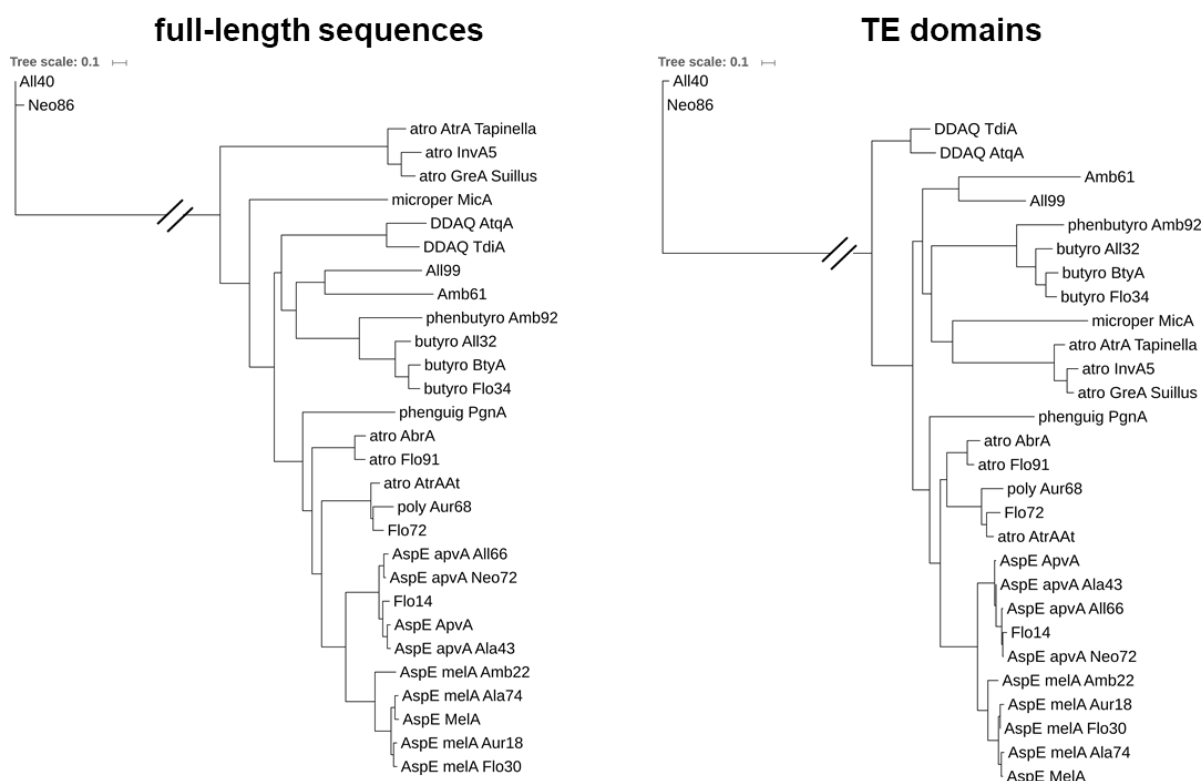 full-length sequences
Tree scale: 0.1
All40
Neo86
atro AtrA Tapinella
atro InvA5
atro GreA Suillus
microper MicA
DDAQ AtqA
DDAQ TdiA
All99
Amb61
phenbutyro Amb92
butyro All32
butyro BtyA
butyro Flo34
phenguig PgnA
atro AbrA
atro Flo91
atro AtrAAt
poly Aur68
Flo72
AspE apvA All66
AspE apvA Neo72
Flo14
AspE ApvA
AspE apvA Ala43
AspE melA Amb22
AspE melA Ala74
AspE MelA
AspE melA Aur18
AspE melA Flo30
TE domains
Tree scale: 0.1
All40
Neo86
DDAQ TdiA
DDAQ AtqA
Amb61
All99
phenbutyro Amb92
butyro All32
butyro BtyA
butyro Flo34
microper MicA
atro AtrA Tapinella
atro InvA5
atro GreA Suillus
phenguig PgnA
atro AbrA
atro Flo91
poly Aur68
Flo72
atro AtrAAt
AspE ApvA
AspE apvA Ala43
AspE apvA All66
Flo14
AspE apvA Neo72
AspE melA Amb22
AspE melA Aur18
AspE melA Flo30
AspE melA Ala74
AspE MelA